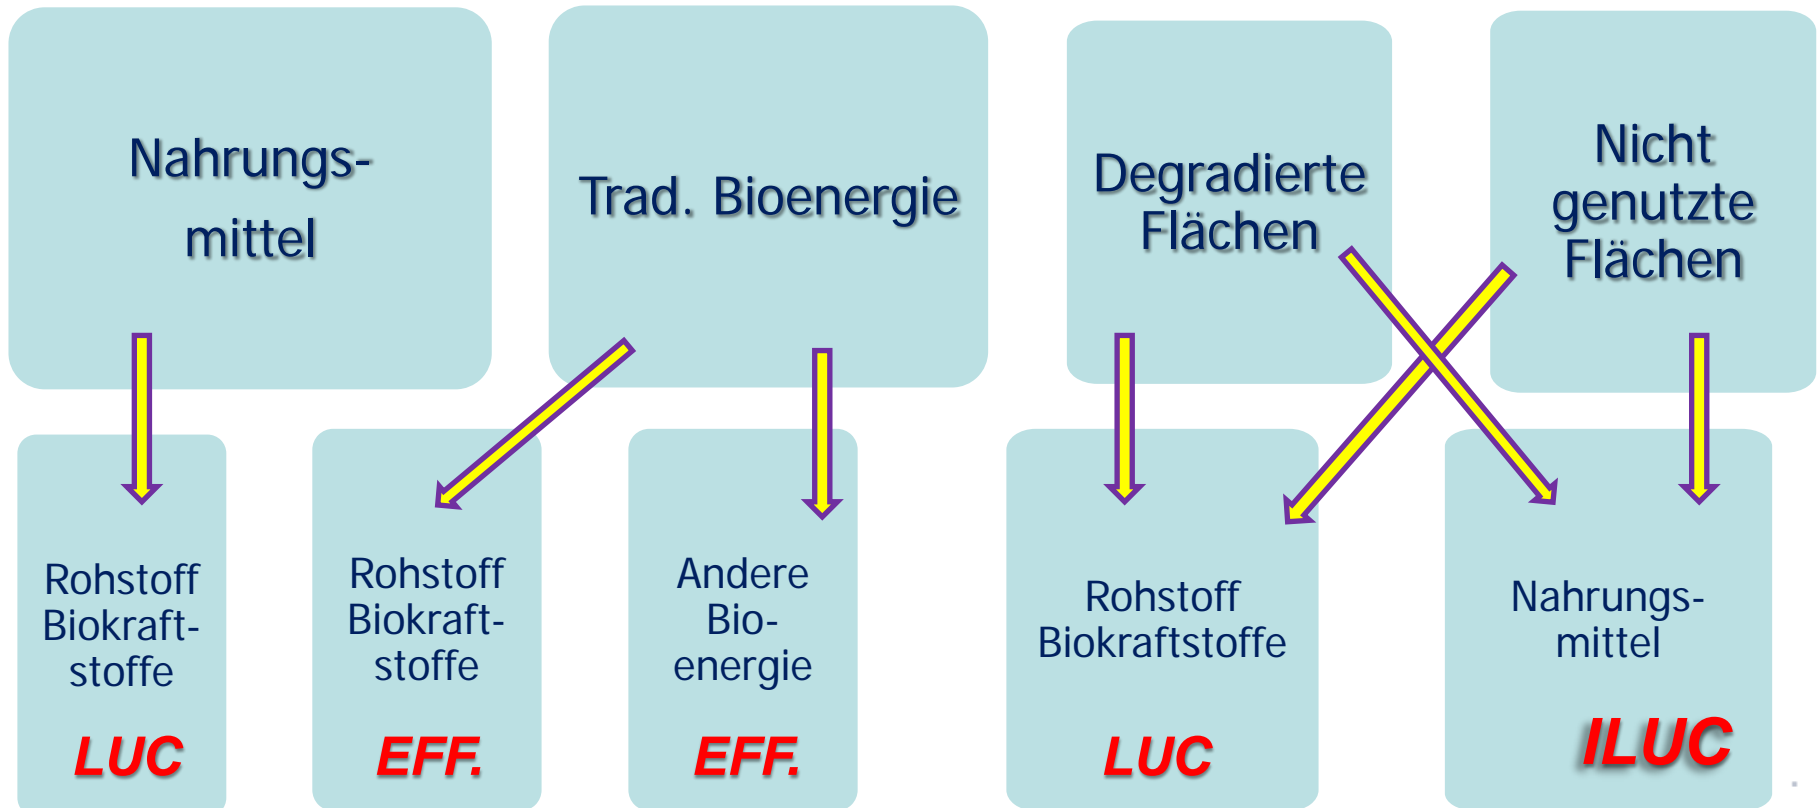 Nahrungs-
mittel
Trad. Bioenergie
Degradierte
Flächen
Nicht
genutzte
Flächen
Rohstoff
Biokraft-
stoffe
LUC
Rohstoff
Biokraft-
stoffe
EFF.
Andere
Bio-
energie
EFF.
Rohstoff
Biokraftstoffe
LUC
Nahrungs-
mittel
ILUC